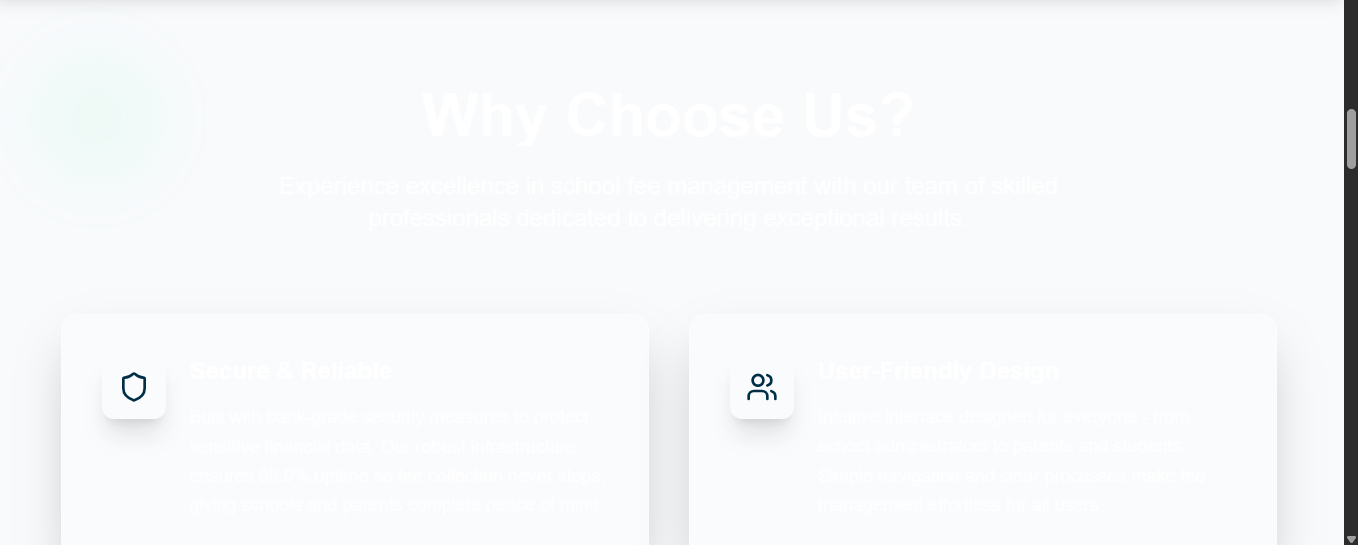 Why Choose Us?
Experience excellence in school fee management with our team of skilled
professionals dedicated to delivering exceptional results.
Secure & Reliable
Built with bank-grade security measures to protect
sensitive financial data. Our robust infrastructure
ensures 99.9% uptime so fee collection never stops,
giving schools and parents complete peace of mind.
User-Friendly Design
Intuitive interface designed for everyone - from
school administrators to parents and students.
Simple navigation and clear processes make fee
management effortless for all users.